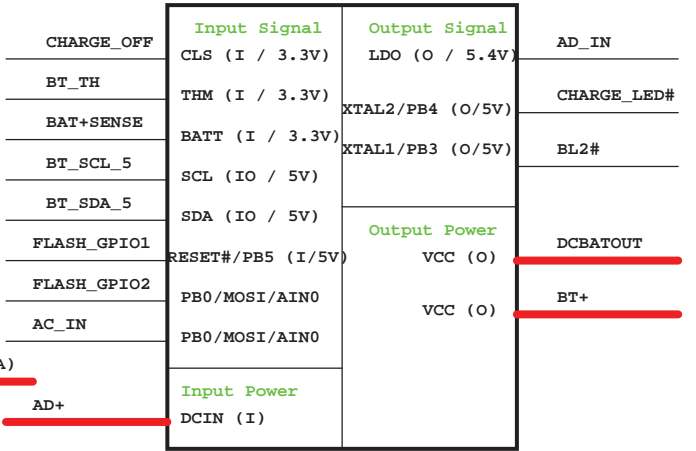 Input Signal
Output Signal
CHARGE_OFF
CLS (I / 3.3V)
LDO (O / 5.4V)
AD_IN
BT_TH
THM (I / 3.3V)
XTAL2/PB4 (O/5V)
CHARGE_LED#
BAT+SENSE
BATT (I / 3.3V)
XTAL1/PB3 (O/5V)
BL2#
BT_SCL_5
SCL (IO / 5V)
BT_SDA_5
SDA (IO / 5V)
Output Power
FLASH_GPIO1
RESET#/PB5 (I/5V)
VCC (O)
DCBATOUT
FLASH_GPIO2
PB0/MOSI/AIN0
VCC (O)
BT+
AC_IN
PB0/MOSI/AIN0
A)
Input Power
AD+
DCIN (I)